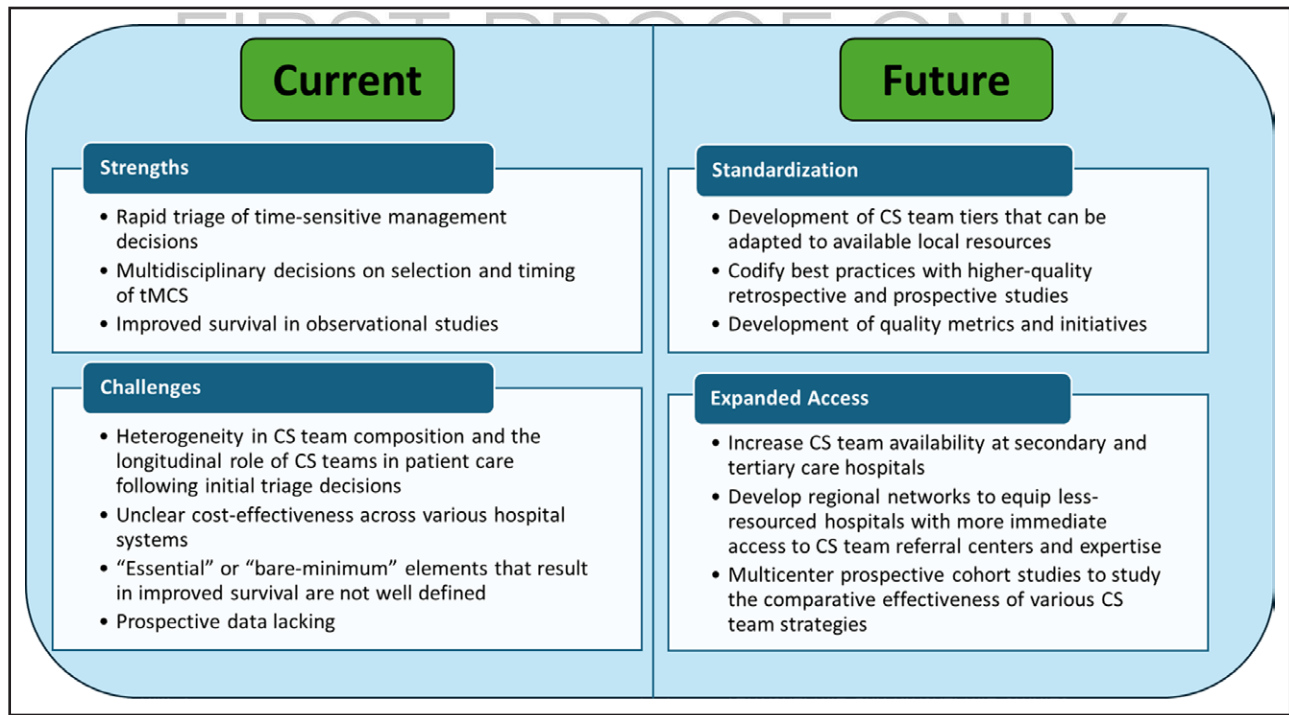 FIRST PROOF ONLY
Current
Strengths
• Rapid triage of time-sensitive management
decisions
• Multidisciplinary decisions on selection and timing
of tMCS
• Improved survival in observational studies
Challenges
• Heterogeneity in CS team composition and the
longitudinal role of CS teams in patient care
following initial triage decisions
• Unclear cost-effectiveness across various hospital
systems
• “Essential” or “bare-minimum” elements that result
in improved survival are not well defined
• Prospective data lacking
Future
Standardization
• Development of CS team tiers that can be
adapted to available local resources
• Codify best practices with higher-quality
retrospective and prospective studies
• Development of quality metrics and initiatives
Expanded Access
• Increase CS team availability at secondary and
tertiary care hospitals
• Develop regional networks to equip less-
resourced hospitals with more immediate
access to CS team referral centers and expertise
• Multicenter prospective cohort studies to study
the comparative effectiveness of various CS
team strategies